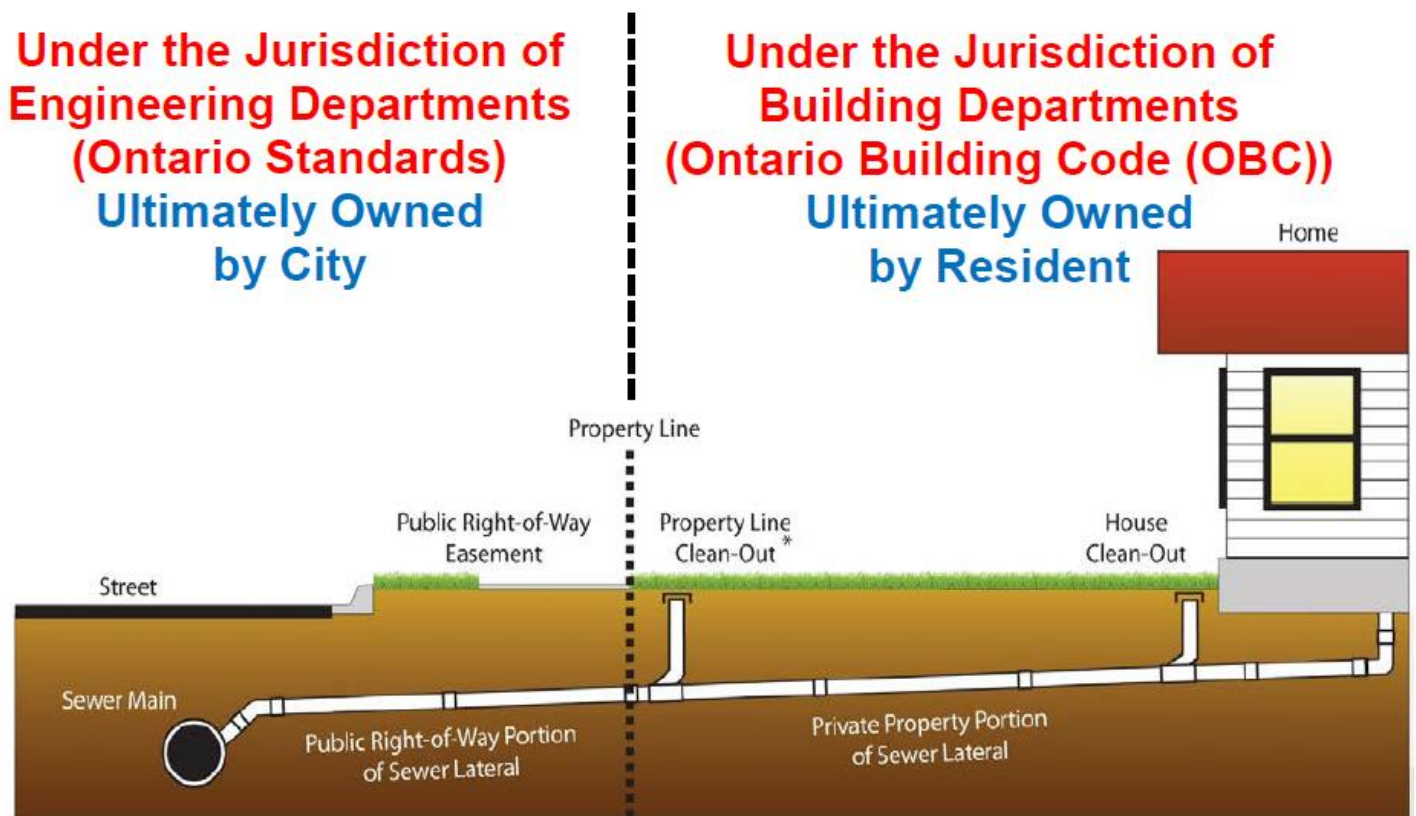 Under the Jurisdiction of
Engineering Departments
(Ontario Standards)
Ultimately Owned
by City
Under the Jurisdiction of
Building Departments
(Ontario Building Code (OBC))
Ultimately Owned
by Resident
Home
Property Line
Public Right-of-Way
Easement
Property Line
Clean-Out *
House
Clean-Out
Street
Sewer Main
Public Right-of-Way Portion
of Sewer Lateral
Private Property Portion
of Sewer Lateral